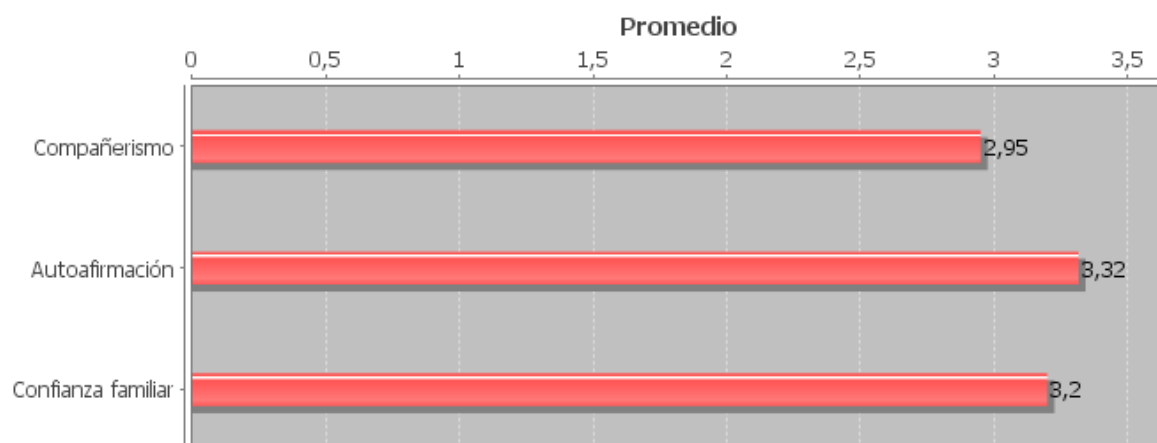 Promedio
0 0,5 1 1,5 2 2,5 3 3,5
Compañerismo 2,95
Autoafirmación 3,32
Confianza familiar 3,2